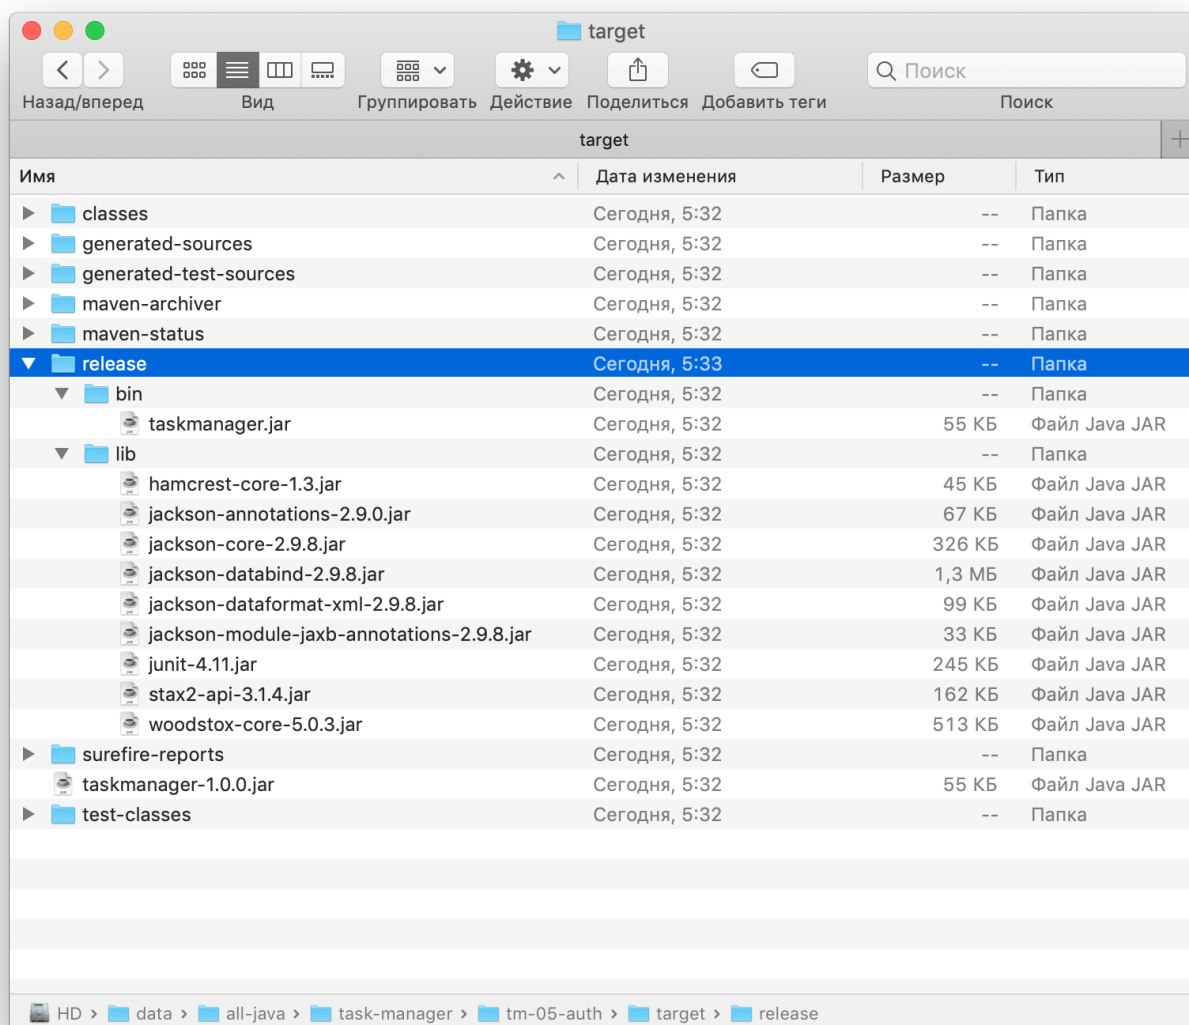 target
Назад/вперед Вид Группировать Действие Поделиться Добавить теги Поиск
Поиск
target
Имя Дата изменения Размер Тип
classes Сегодня, 5:32 -- Папка
generated-sources Сегодня, 5:32 -- Папка
generated-test-sources Сегодня, 5:32 -- Папка
maven-archiver Сегодня, 5:32 -- Папка
maven-status Сегодня, 5:32 -- Папка
release Сегодня, 5:33 -- Папка
bin Сегодня, 5:32 -- Папка
taskmanager.jar Сегодня, 5:32 55 КБ Файл Java JAR
lib Сегодня, 5:32 -- Папка
hamcrest-core-1.3.jar Сегодня, 5:32 45 КБ Файл Java JAR
jackson-annotations-2.9.0.jar Сегодня, 5:32 67 КБ Файл Java JAR
jackson-core-2.9.8.jar Сегодня, 5:32 326 КБ Файл Java JAR
jackson-databind-2.9.8.jar Сегодня, 5:32 1,3 МБ Файл Java JAR
jackson-dataformat-xml-2.9.8.jar Сегодня, 5:32 99 КБ Файл Java JAR
jackson-module-jaxb-annotations-2.9.8.jar Сегодня, 5:32 33 КБ Файл Java JAR
junit-4.11.jar Сегодня, 5:32 245 КБ Файл Java JAR
stax2-api-3.1.4.jar Сегодня, 5:32 162 КБ Файл Java JAR
woodstox-core-5.0.3.jar Сегодня, 5:32 513 КБ Файл Java JAR
surefire-reports Сегодня, 5:32 -- Папка
taskmanager-1.0.0.jar Сегодня, 5:32 55 КБ Файл Java JAR
test-classes Сегодня, 5:32 -- Папка
HD › data › all-java › task-manager › tm-05-auth › target › release